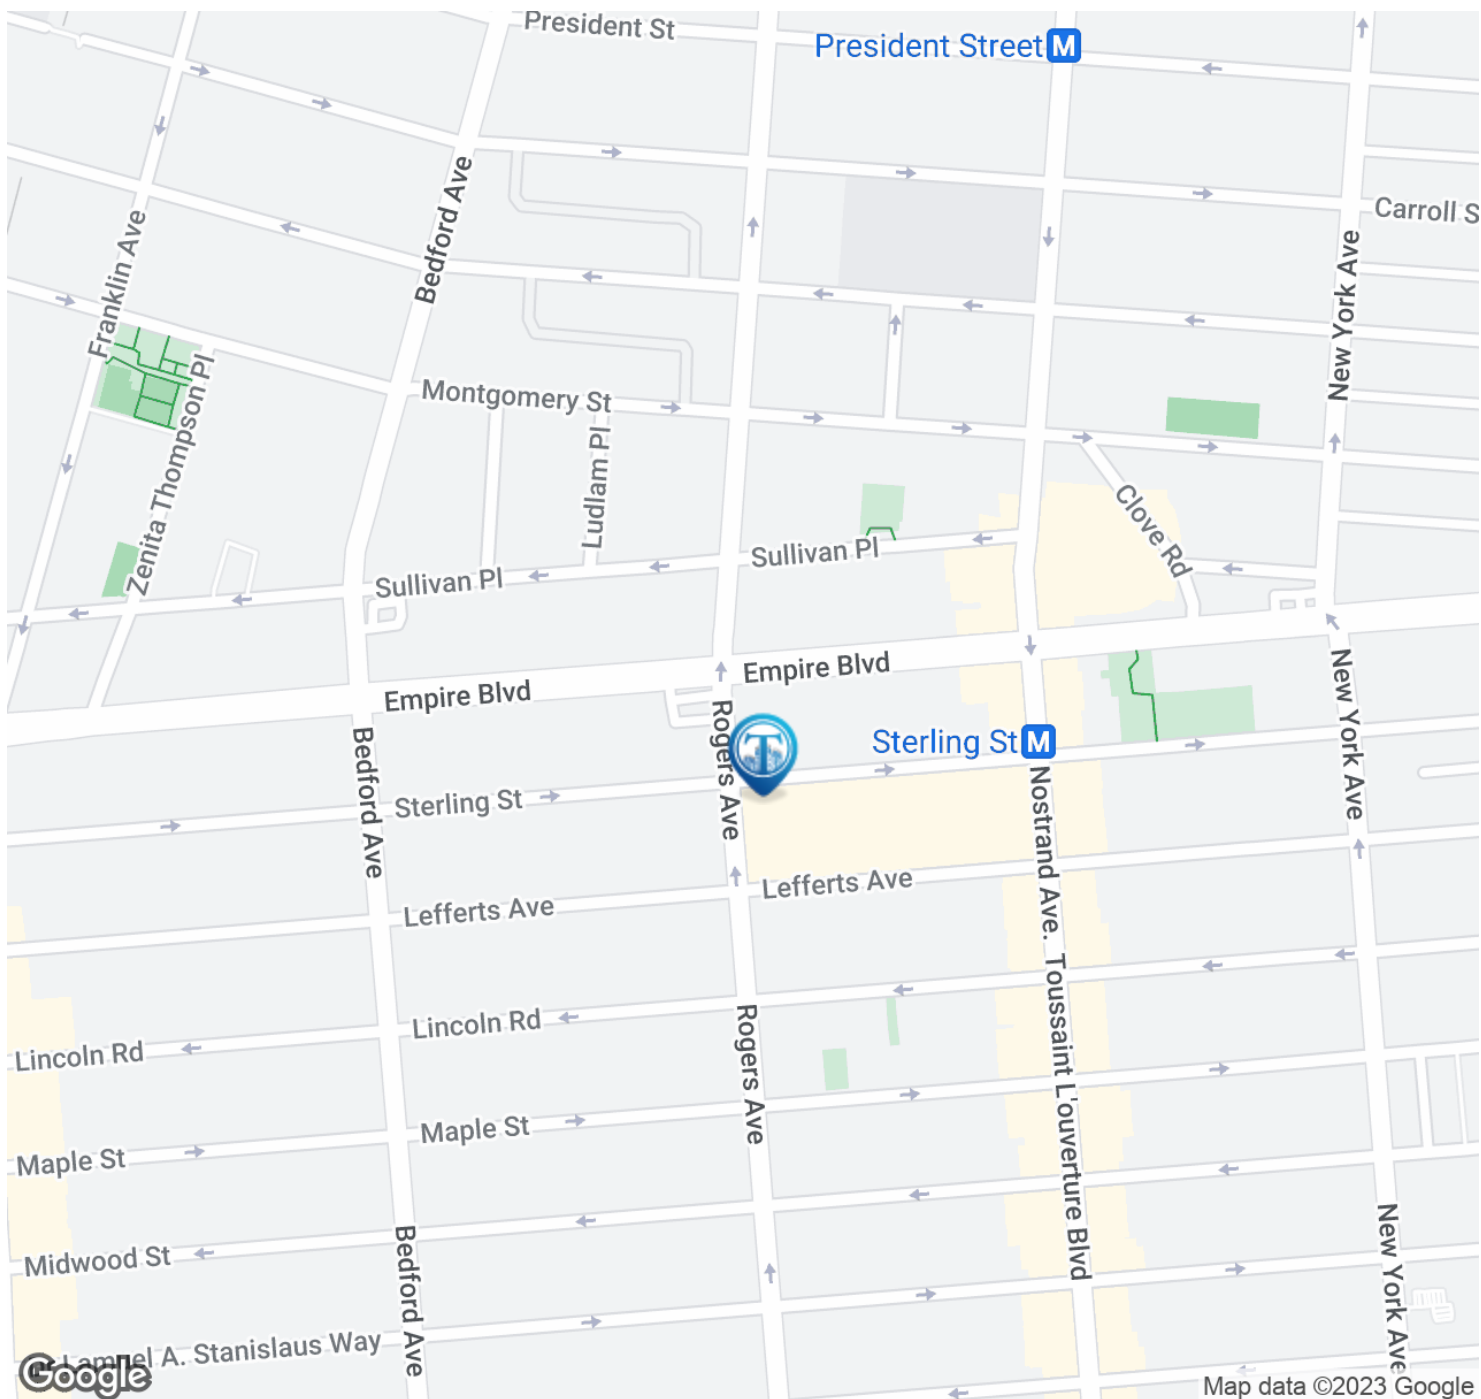 President St
President Street M
Carroll S
Bedford Ave
Franklin Ave
New York Ave
Zenita Thompson Pl
Montgomery St
Ludlam Pl
Clove Rd
Sullivan Pl
Sullivan Pl
Empire Blvd
Empire Blvd
New York Ave
Rogers Ave
T
Sterling St M
Bedford Ave
Sterling St
Nostrand Ave.
Lefferts Ave
Lefferts Ave
Toussaint L'ouverture Blvd
Lincoln Rd
Lincoln Rd
Rogers Ave
Maple St
Maple St
Midwood St
Bedford Ave
New York Ave
A. Stanislaus Way
Google
Map data ©2023 Google